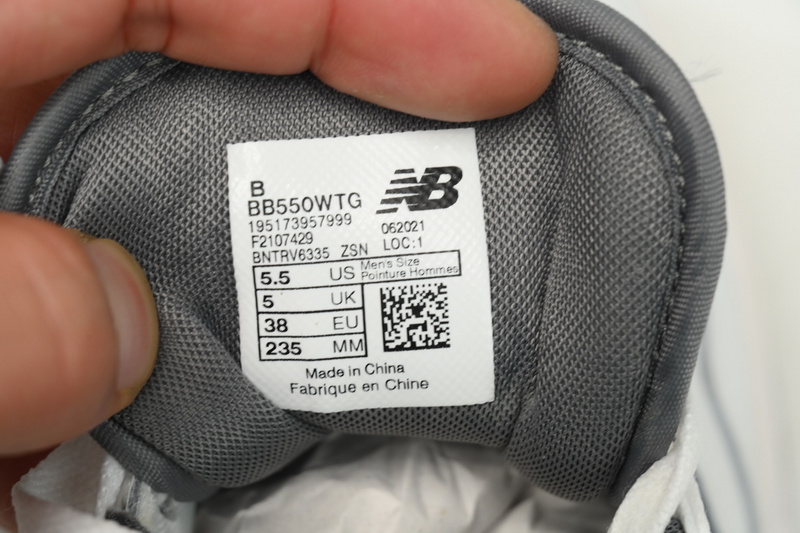 B
BB550WTG
195173957999
F2107429
BNTRV6335 ZSN
NB
062021
LOC:1
5.5 US Men's Size
Pointure Hommes
5 UK
38 EU
235 MM
Made in China
Fabrique en Chine